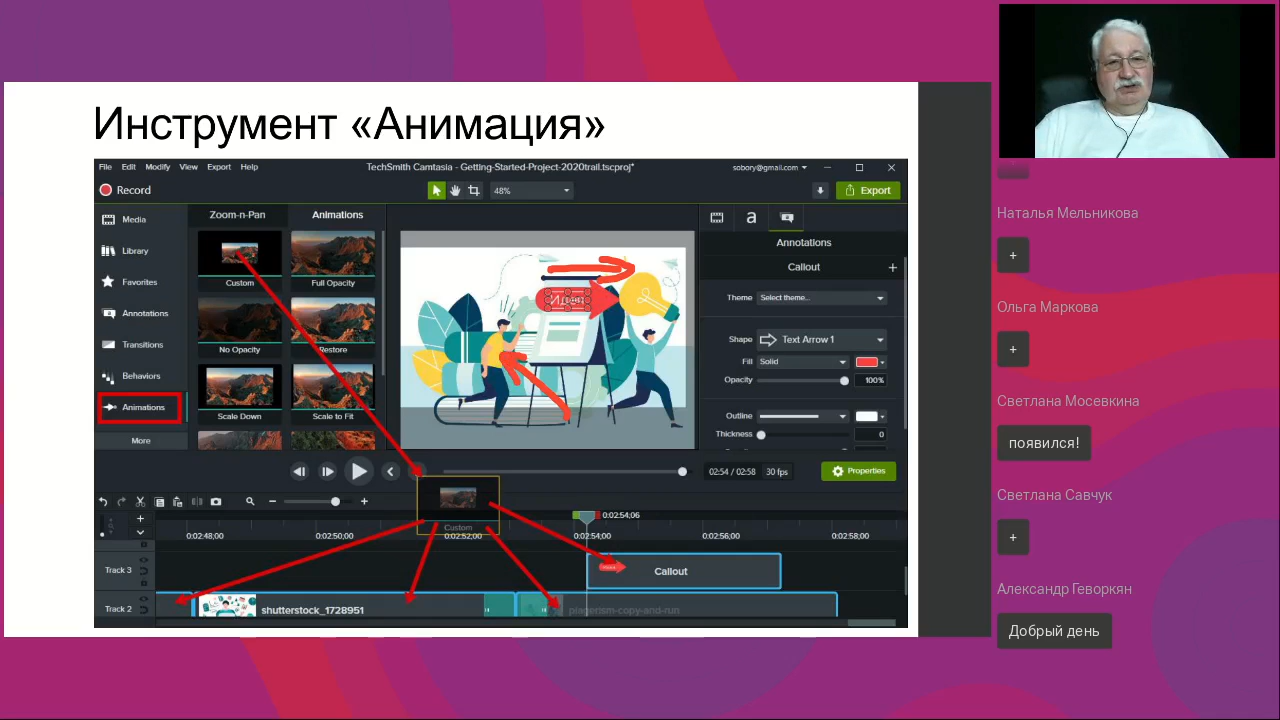 Инструмент «Анимация»
File Edit Modify View Export Help
TechSmith Camtasia - Getting-Started-Project-2020trail.tscproj*
sobory@gmail.com
Record
48%
Export
Media
Library
Favorites
Annotations
Transitions
Behaviors
Animations
More
Zoom-n-Pan
Animations
Custom
Full Opacity
No Opacity
Restore
Scale Down
Scale to Fit
a
Annotations
Callout
Theme Select theme...
Shape Text Arrow 1
Fill Solid
Opacity 100%
Outline
Thickness 0
02:54 / 02:58 30 fps
Properties
Custom
0:02:54;06
0:02:48;00 0:02:50;00 0:02:52;00 0:02:54;00 0:02:56;00 0:02:58;00
Track 3
Callout
Track 2
shutterstock_1728951
plagerism-copy-and-run
Наталья Мельникова
+
Ольга Маркова
+
Светлана Мосевкина
появился!
Светлана Савчук
+
Александр Геворкян
Добрый день